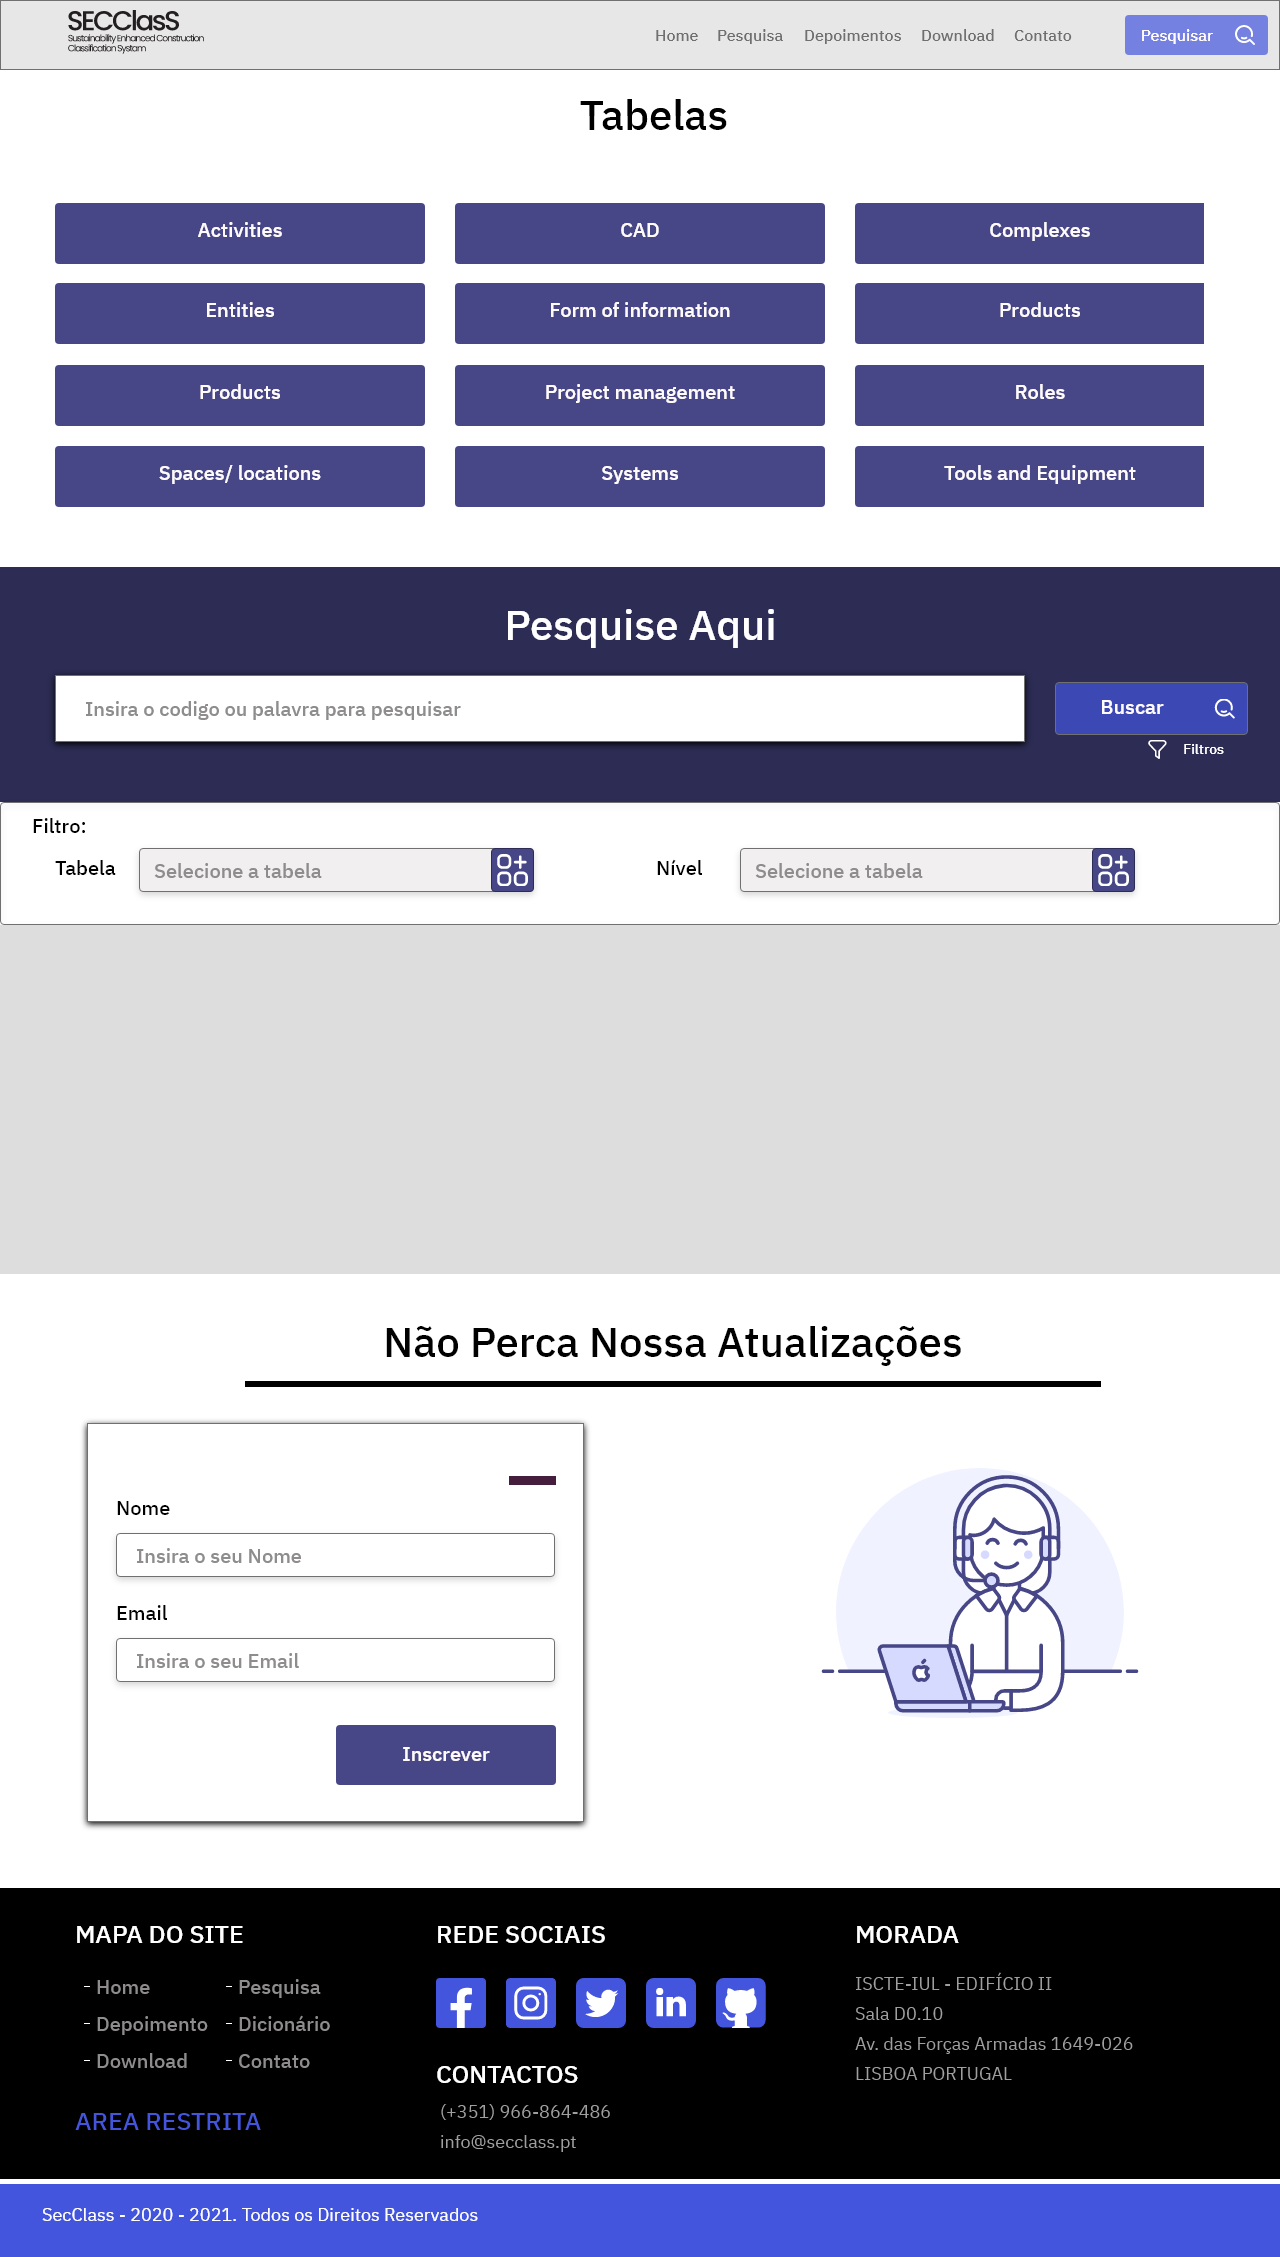 SECClasS
Sustainability Enhanced Construction
Classification System
Home Pesquisa Depoimentos Download Contato Pesquisar
Tabelas
Activities CAD Complexes
Entities Form of information Products
Products Project management Roles
Spaces/ locations Systems Tools and Equipment
Pesquise Aqui
Insira o codigo ou palavra para pesquisar Buscar
Filtros
Filtro:
Tabela Selecione a tabela Nível Selecione a tabela
Não Perca Nossa Atualizações
Nome
Insira o seu Nome
Email
Insira o seu Email
Inscrever
MAPA DO SITE
- Home - Pesquisa
- Depoimento - Dicionário
- Download - Contato
AREA RESTRITA
REDE SOCIAIS
CONTACTOS
(+351) 966-864-486
info@secclass.pt
MORADA
ISCTE-IUL - EDIFÍCIO II
Sala D0.10
Av. das Forças Armadas 1649-026
LISBOA PORTUGAL
SecClass - 2020 - 2021. Todos os Direitos Reservados